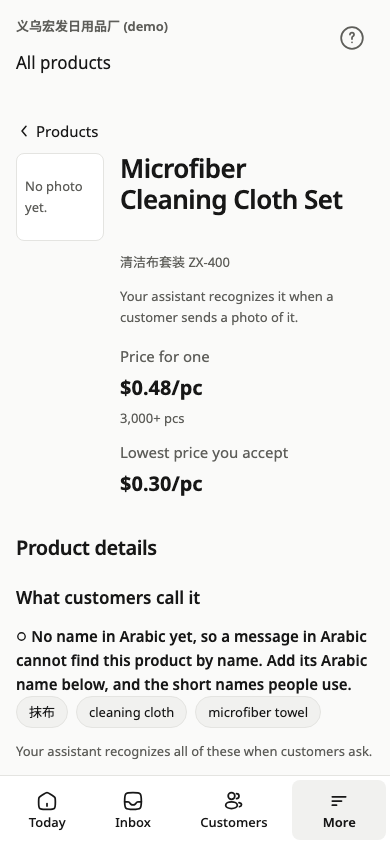 义乌宏发日用品厂 (demo)
All products
Products
No photo
yet.
Microfiber
Cleaning Cloth Set
清洁布套装 ZX-400
Your assistant recognizes it when a
customer sends a photo of it.
Price for one
$0.48/pc
3,000+ pcs
Lowest price you accept
$0.30/pc
Product details
What customers call it
No name in Arabic yet, so a message in Arabic
cannot find this product by name. Add its Arabic
name below, and the short names people use.
抹布 cleaning cloth microfiber towel
Your assistant recognizes all of these when customers ask.
Today Inbox Customers More